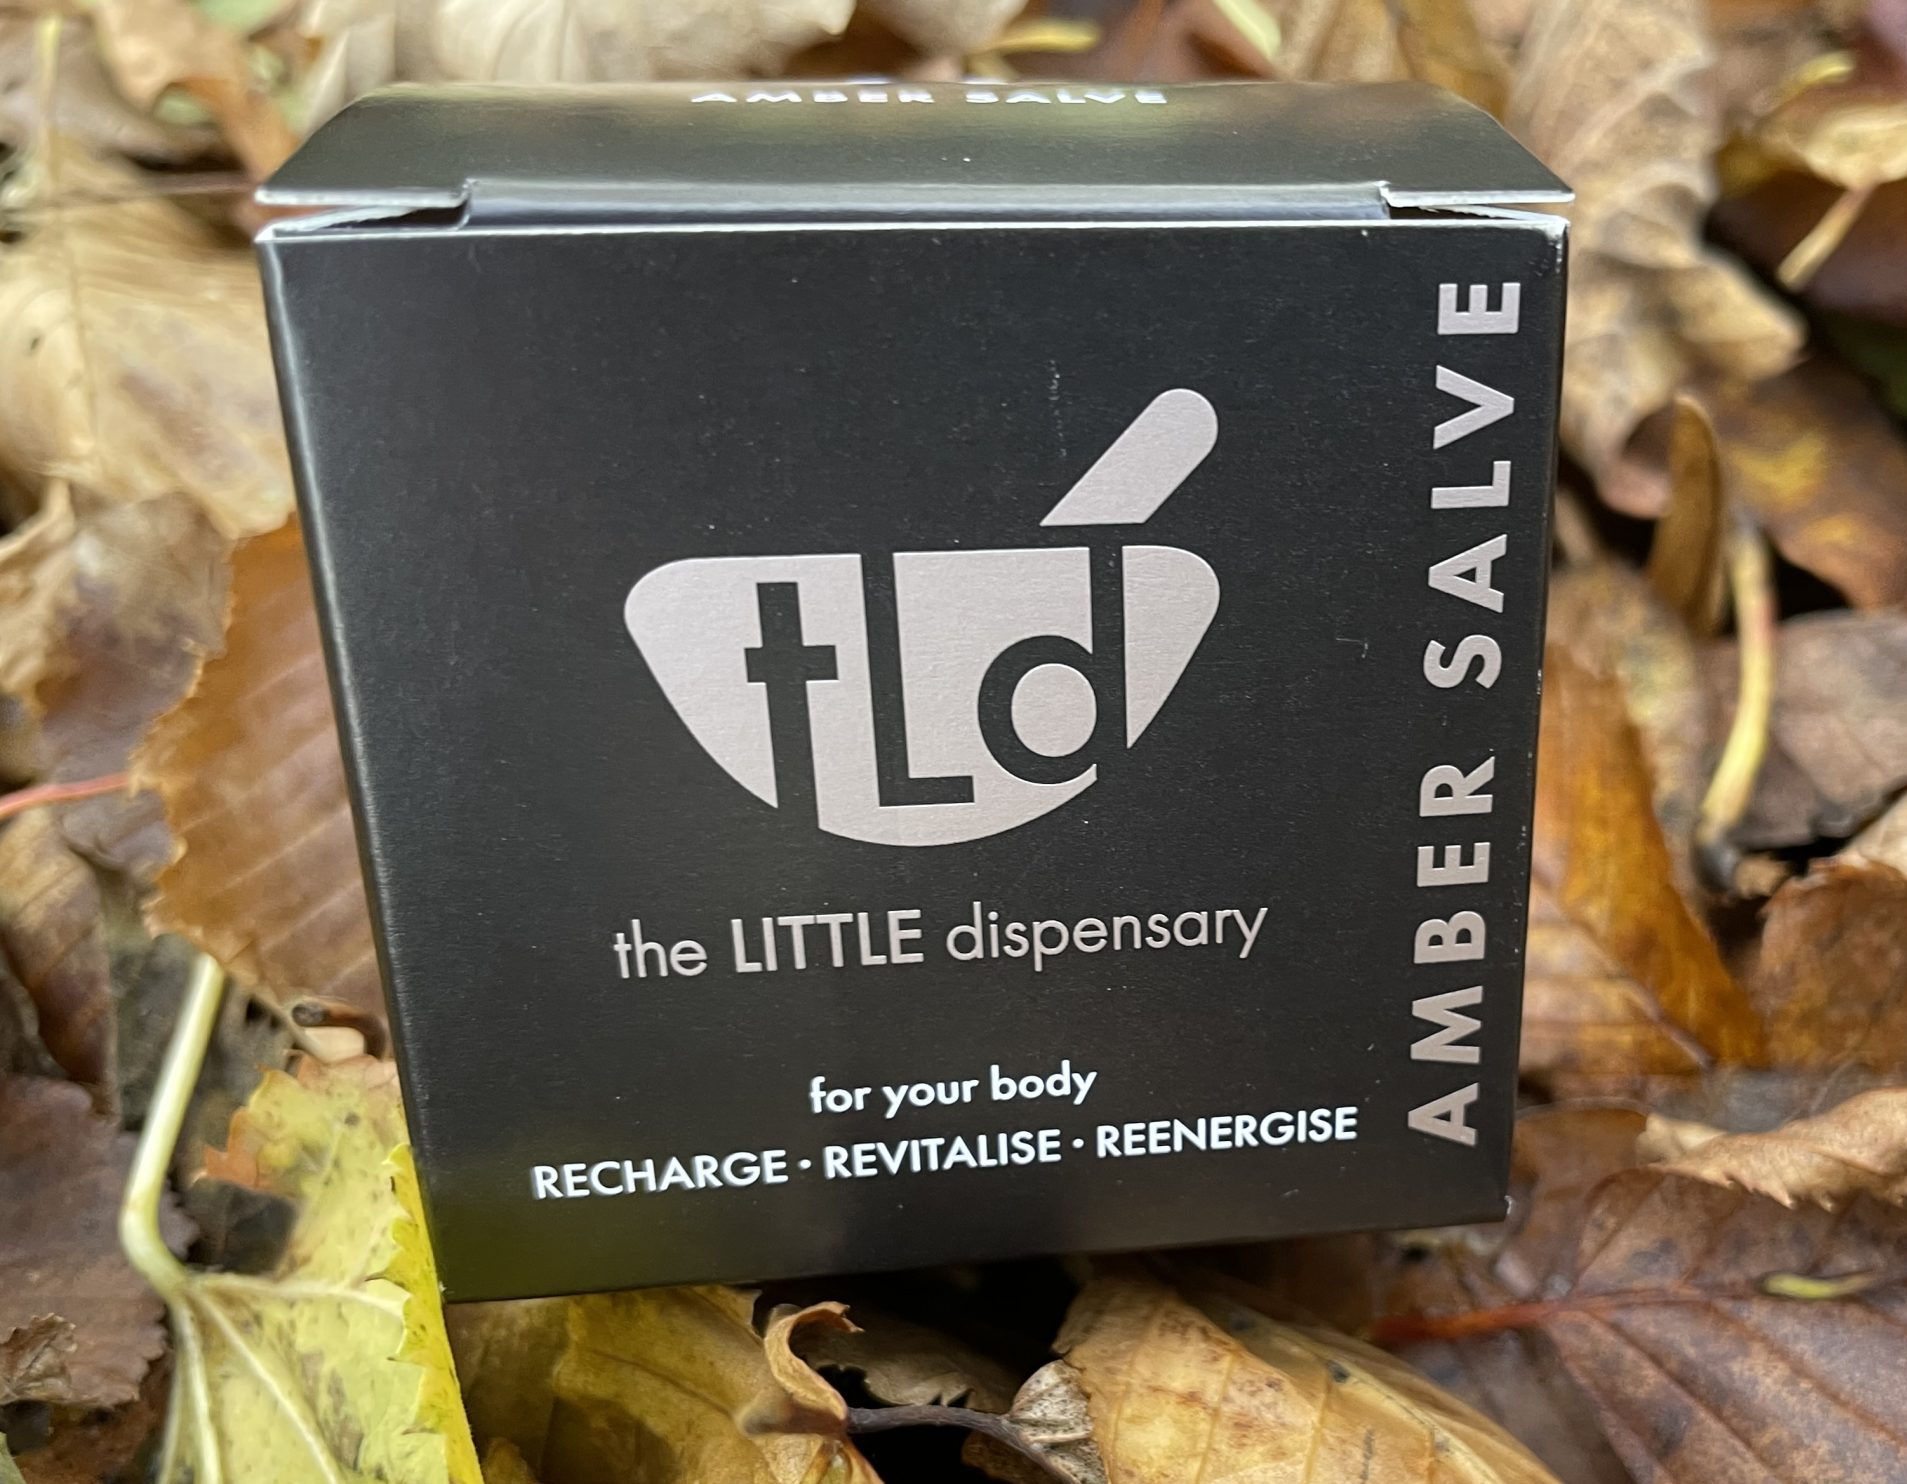 AMBER SALVE
tLd
the LITTLE dispensary
for your body
RECHARGE · REVITALISE · REENERGISE
AMBER SALVE